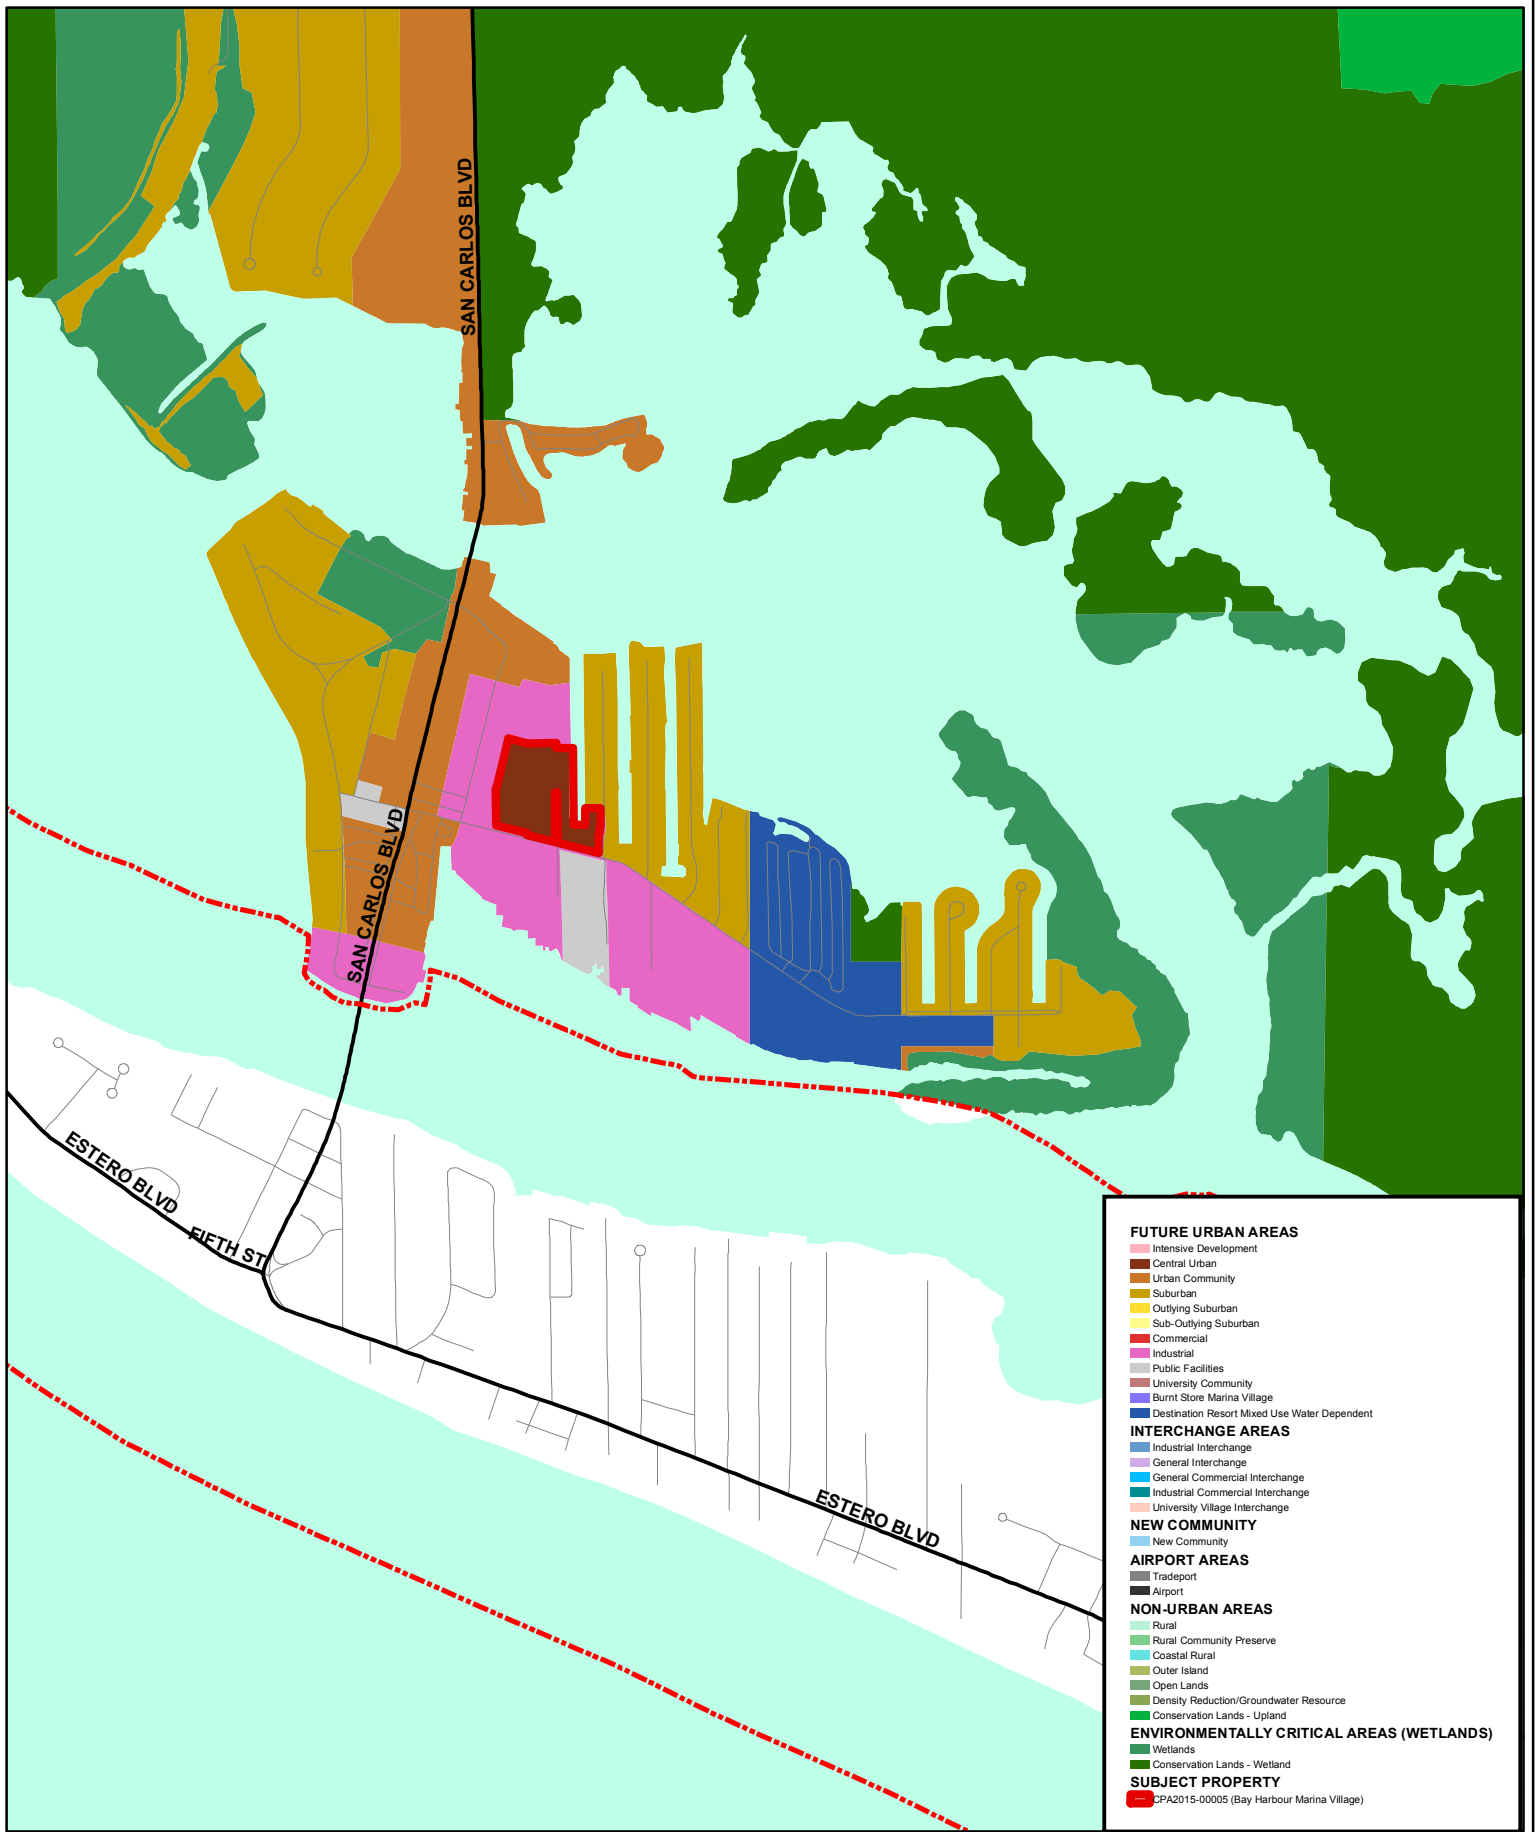 SAN CARLOS BLVD
SAN CARLOS BLVD
SAN CARLOS BLVD
ESTERO BLVD
FIFTH ST
ESTERO BLVD
FUTURE URBAN AREAS
Intensive Development
Central Urban
Urban Community
Suburban
Outlying Suburban
Sub-Outlying Suburban
Commercial
Industrial
Public Facilities
University Community
Burnt Store Marina Village
Destination Resort Mixed Use Water Dependent
INTERCHANGE AREAS
Industrial Interchange
General Interchange
General Commercial Interchange
Industrial Commercial Interchange
University Village Interchange
NEW COMMUNITY
New Community
AIRPORT AREAS
Tradeport
Airport
NON-URBAN AREAS
Rural
Rural Community Preserve
Coastal Rural
Outer Island
Open Lands
Density Reduction/Groundwater Resource
Conservation Lands - Upland
ENVIRONMENTALLY CRITICAL AREAS (WETLANDS)
Wetlands
Conservation Lands - Wetland
SUBJECT PROPERTY
CPA2015-00005 (Bay Harbour Marina Village)